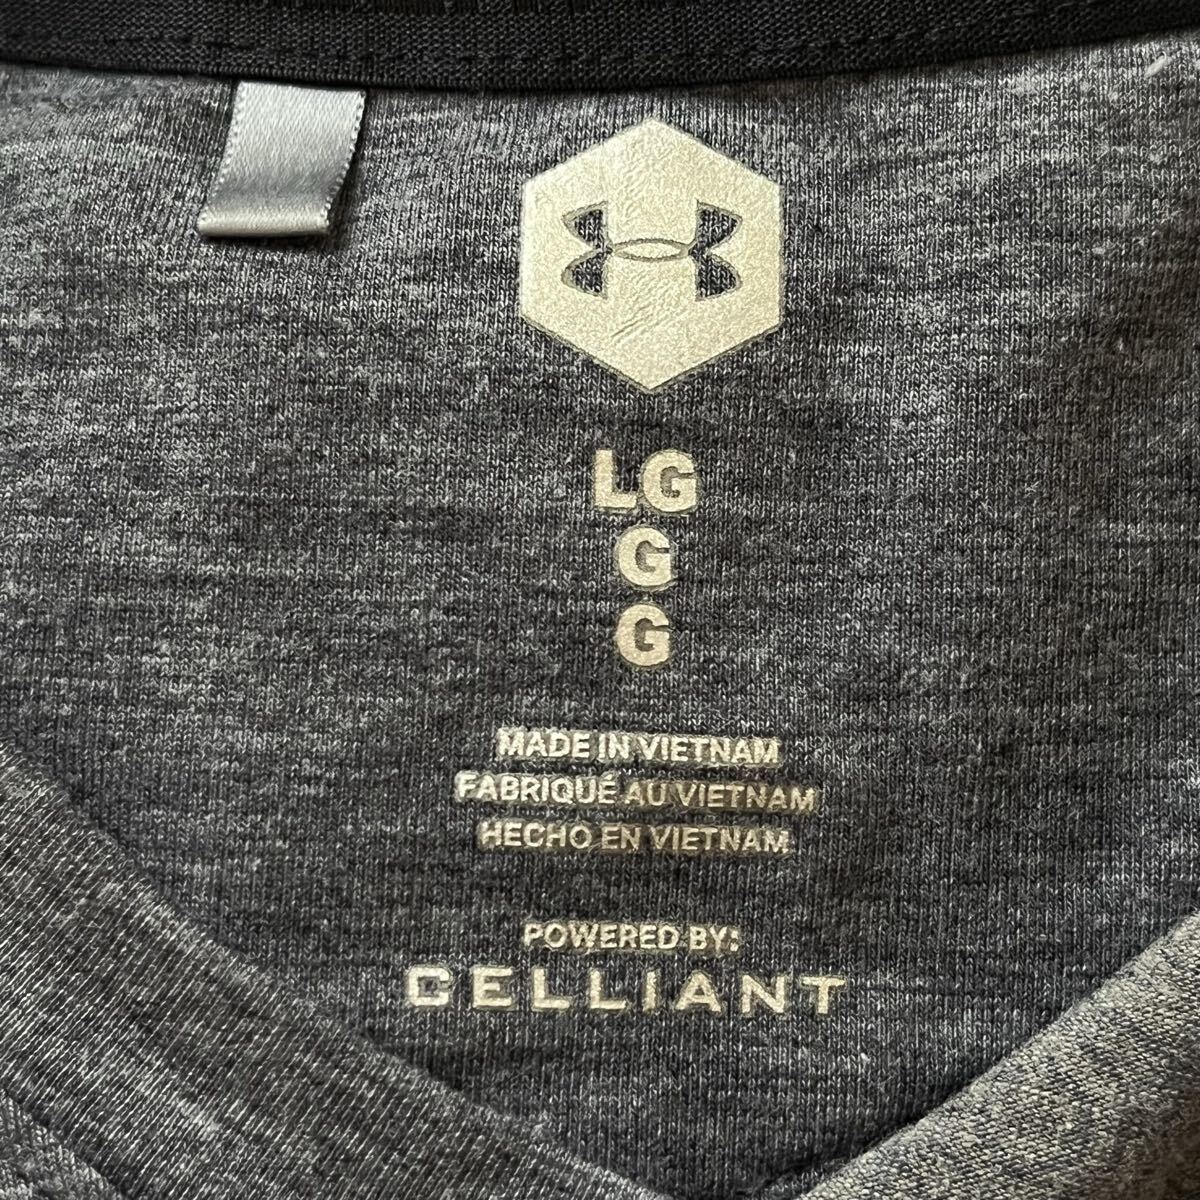 LG
G
G
MADE IN VIETNAM
FABRIQUÉ AU VIETNAM
HECHO EN VIETNAM
POWERED BY:
CELLIANT